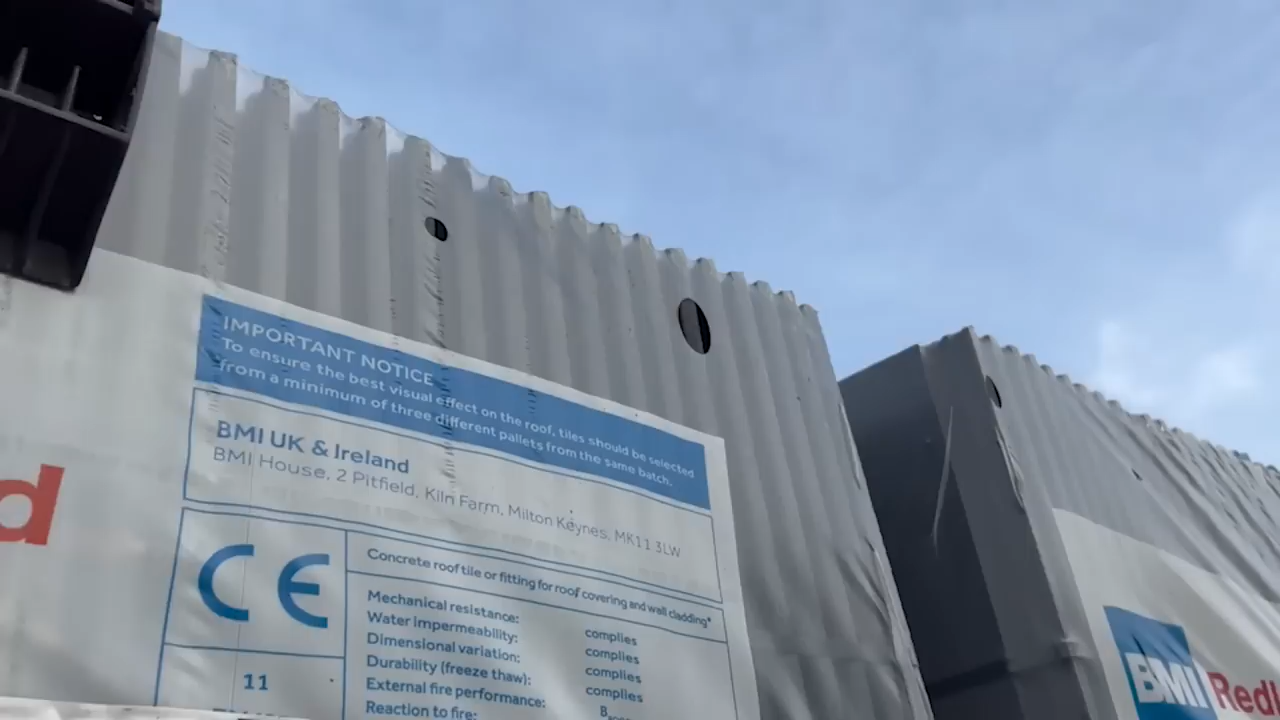 IMPORTANT NOTICE
To ensure the best visual effect on the roof, tiles should be selected
from a minimum of three different pallets from the same batch.
BMI UK & Ireland
BMI House, 2 Pitfield, Kiln Farm, Milton Keynes, MK11 3LW
CE
Concrete roof tile or fitting for roof covering and wall cladding*
Mechanical resistance: complies
Water impermeability: complies
Dimensional variation: complies
Durability (freeze thaw): complies
External fire performance: B
Reaction to fire:
11
d
BMI Redl